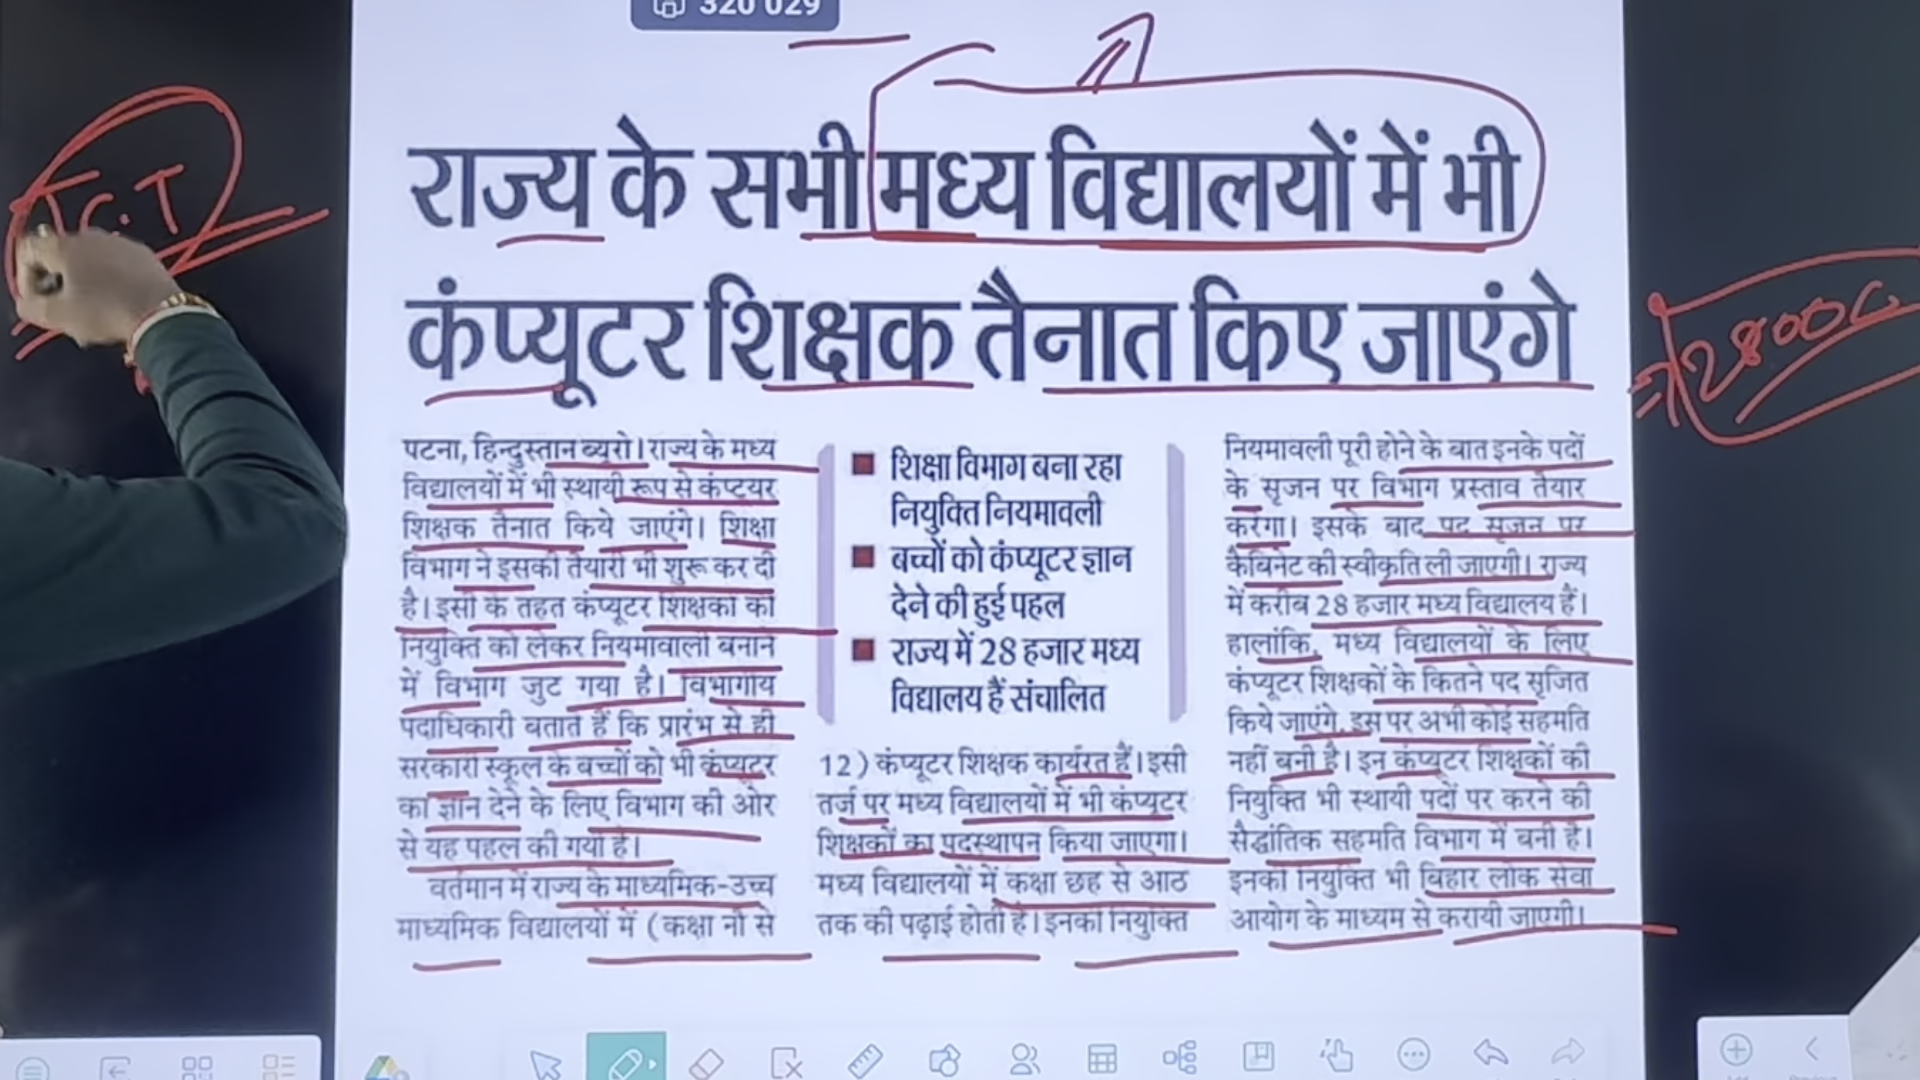 320 029
राज्य के सभी मध्य विद्यालयों में भी
कंप्यूटर शिक्षक तैनात किए जाएंगे
T.G.T
28000
पटना, हिन्दुस्तान ब्यूरो। राज्य के मध्य
विद्यालयों में भी स्थायी रूप से कंप्यूटर
शिक्षक तैनात किये जाएंगे। शिक्षा
विभाग ने इसकी तैयारी भी शुरू कर दी
है। इसी के तहत कंप्यूटर शिक्षकों की
नियुक्ति को लेकर नियमावाली बनाने
में विभाग जुट गया है। विभागीय
पदाधिकारी बताते हैं कि प्रारंभ से ही
सरकारी स्कूल के बच्चों को भी कंप्यूटर
का ज्ञान देने के लिए विभाग की ओर
से यह पहल की गयी है।
वर्तमान में राज्य के माध्यमिक-उच्च
माध्यमिक विद्यालयों में (कक्षा नौ से
शिक्षा विभाग बना रहा
नियुक्ति नियमावली
बच्चों को कंप्यूटर ज्ञान
देने की हुई पहल
राज्य में 28 हजार मध्य
विद्यालय हैं संचालित
12) कंप्यूटर शिक्षक कार्यरत हैं। इसी
तर्ज पर मध्य विद्यालयों में भी कंप्यूटर
शिक्षकों का पदस्थापन किया जाएगा।
मध्य विद्यालयों में कक्षा छह से आठ
तक की पढ़ाई होती है। इनकी नियुक्ति
नियमावली पूरी होने के बात इनके पदों
के सृजन पर विभाग प्रस्ताव तैयार
करेगा। इसके बाद पद सृजन पर
कैबिनेट की स्वीकृति ली जाएगी। राज्य
में करीब 28 हजार मध्य विद्यालय हैं।
हालांकि, मध्य विद्यालयों के लिए
कंप्यूटर शिक्षकों के कितने पद सृजित
किये जाएंगे, इस पर अभी कोई सहमति
नहीं बनी है। इन कंप्यूटर शिक्षकों की
नियुक्ति भी स्थायी पदों पर करने की
सैद्धांतिक सहमति विभाग में बनी है।
इनकी नियुक्ति भी बिहार लोक सेवा
आयोग के माध्यम से करायी जाएगी।